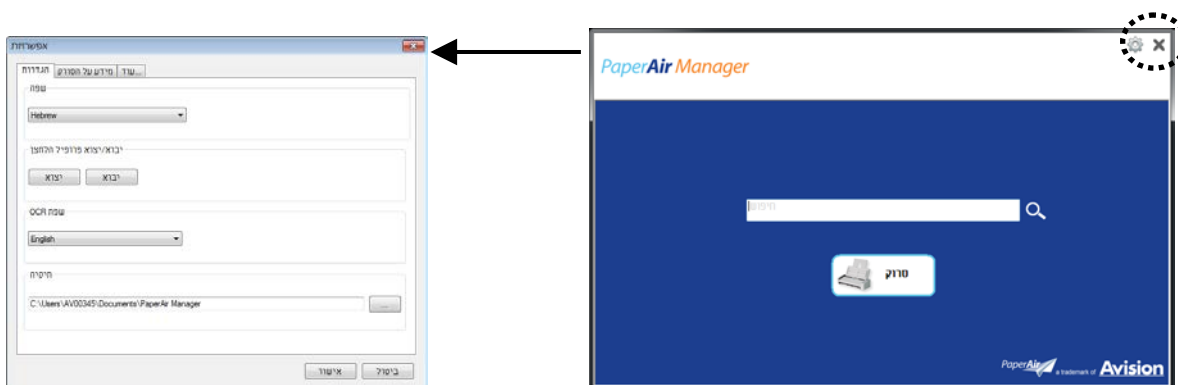 אפשרויות
הגדרות
מידע על הסורק
עוד...
שפה
Hebrew
יבוא/יצוא פרופיל הלחצן
יצוא
יבוא
שפת OCR
English
תיקיה
C:\Users\AV00345\Documents\PaperAir Manager
...
אישור
ביטול
PaperAir Manager
חיפוש
סרוק
PaperAir a trademark of Avision